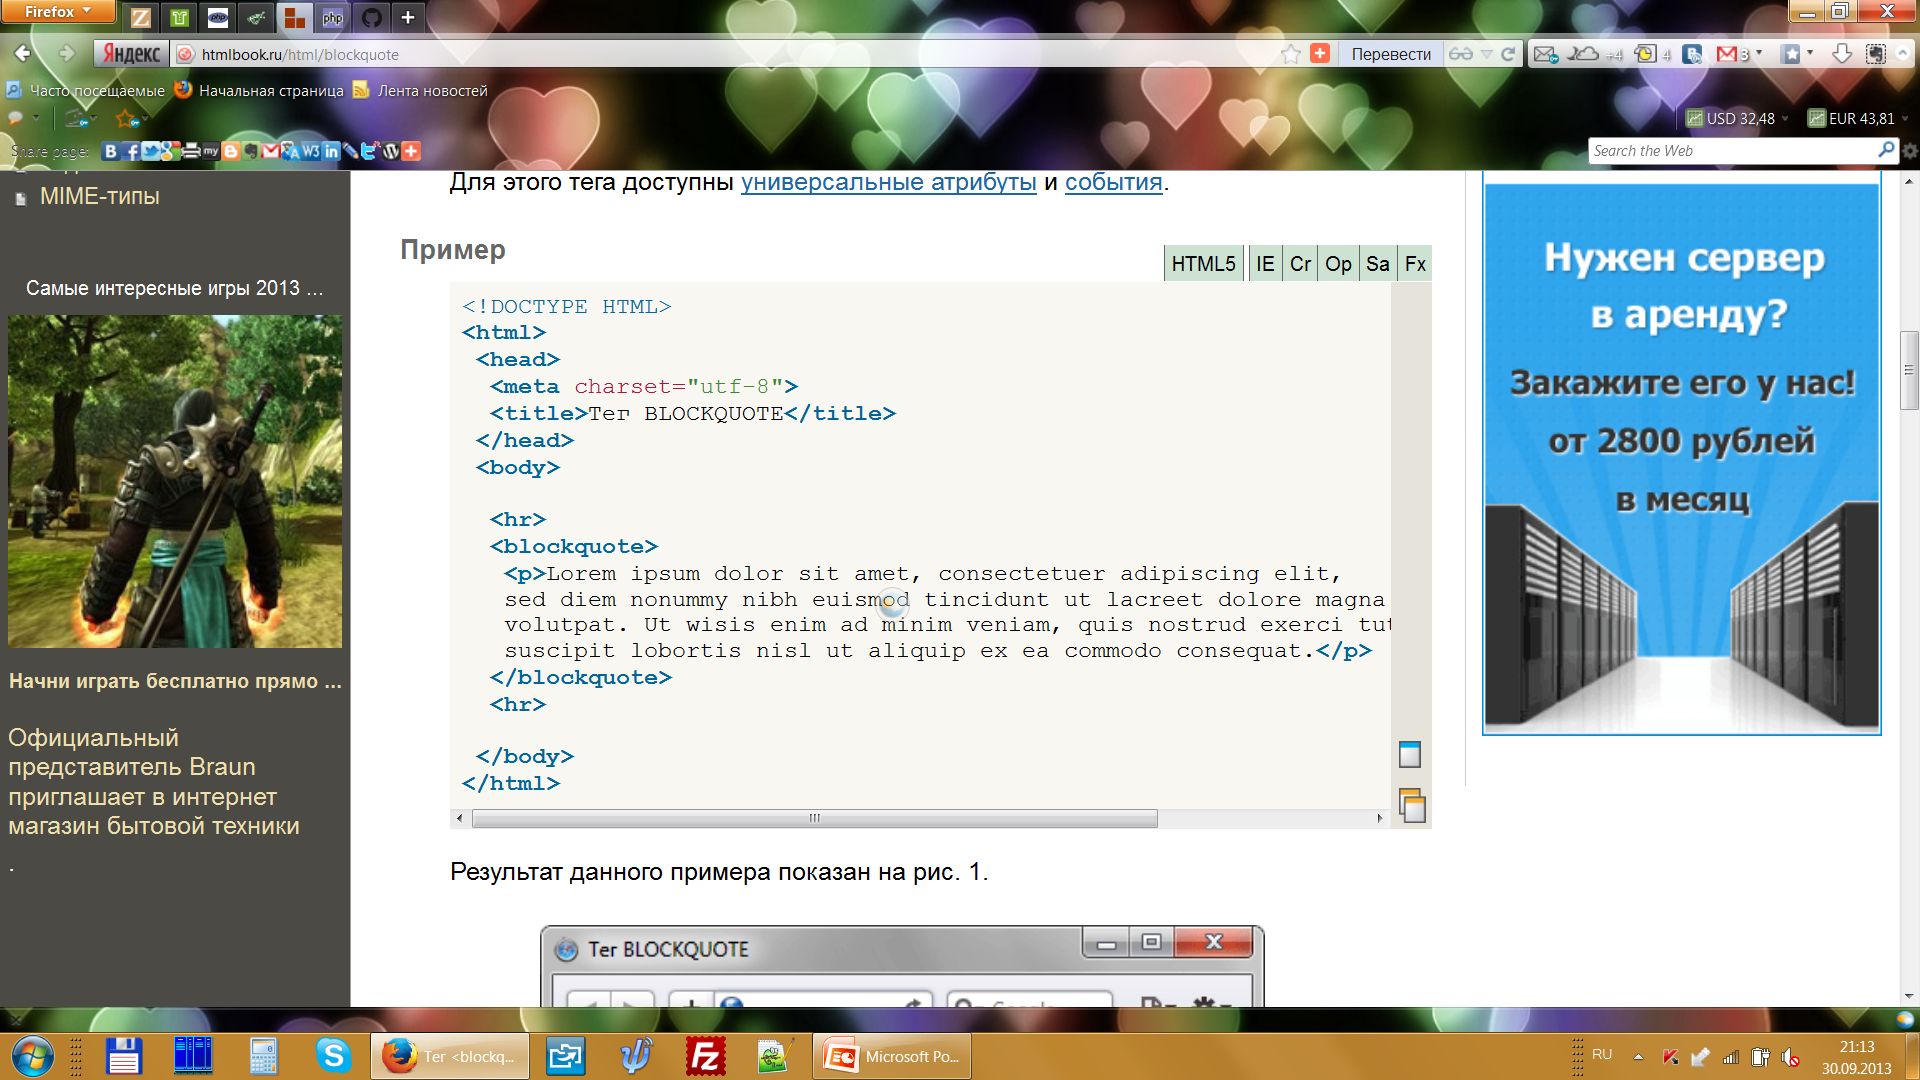 Firefox
Яндекс
htmlbook.ru/html/blockquote
Перевести
+4
4
3
Часто посещаемые
Начальная страница
Лента новостей
USD 32,48
EUR 43,81
Share page:
Search the Web
MIME-типы
Самые интересные игры 2013 ...
Начни играть бесплатно прямо ...
Официальный
представитель Braun
приглашает в интернет
магазин бытовой техники
.
Для этого тега доступны универсальные атрибуты и события.
Пример
HTML5 IE Cr Op Sa Fx
<!DOCTYPE HTML>
<html>
<head>
<meta charset="utf-8">
<title>Тег BLOCKQUOTE</title>
</head>
<body>
<hr>
<blockquote>
<p>Lorem ipsum dolor sit amet, consectetuer adipiscing elit,
sed diem nonummy nibh euismod tincidunt ut lacreet dolore magna
volutpat. Ut wisis enim ad minim veniam, quis nostrud exerci tut
suscipit lobortis nisl ut aliquip ex ea commodo consequat.</p>
</blockquote>
<hr>
</body>
</html>
Результат данного примера показан на рис. 1.
Тег BLOCKQUOTE
Нужен сервер
в аренду?
Закажите его у нас!
от 2800 рублей
в месяц
Тег <blockq...
Microsoft Po...
RU
21:13
30.09.2013